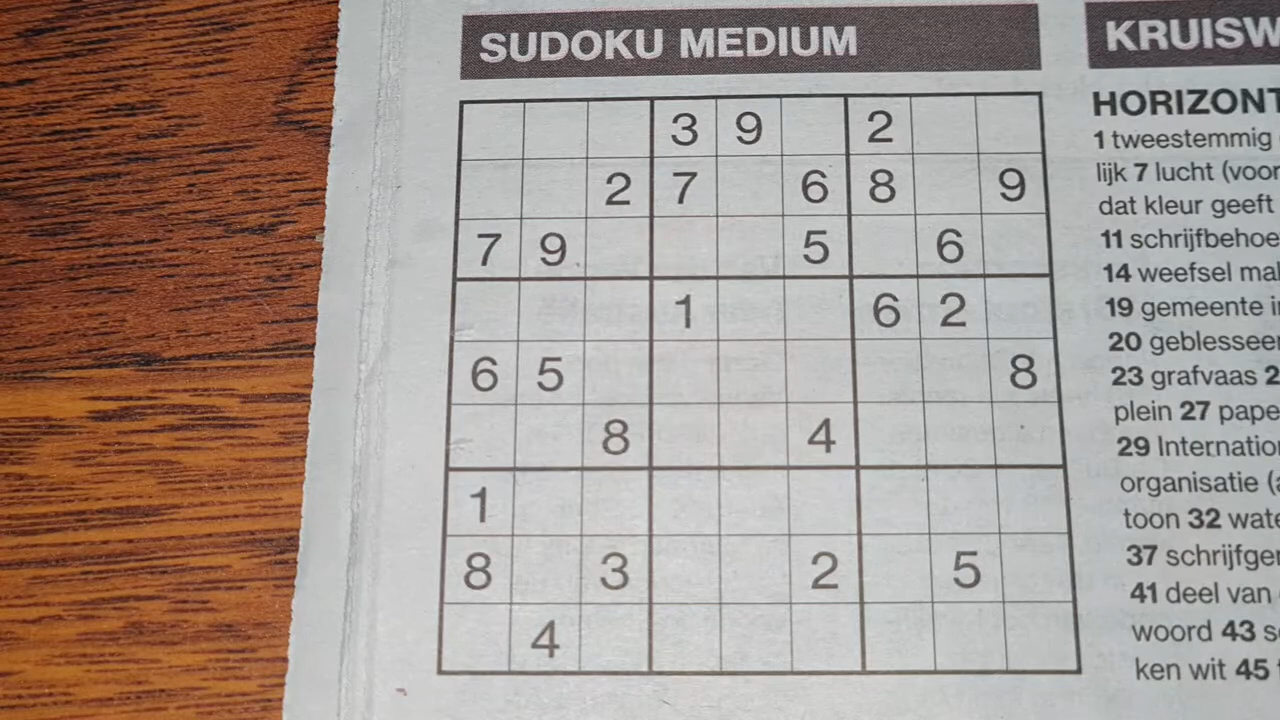 SUDOKU MEDIUM
3 9 2
2 7 6 8 9
7 9 5 6
1 6 2
6 5 8
8 4
1
8 3 2 5
4
KRUISW
HORIZONT
1 tweestemmig
lijk 7 lucht (voor
dat kleur geeft
11 schrijfbehoe
14 weefsel mal
19 gemeente i
20 geblesseer
23 grafvaas 2
plein 27 pape
29 Internatio
organisatie (a
toon 32 wate
37 schrijfger
41 deel van
woord 43 s
ken wit 45